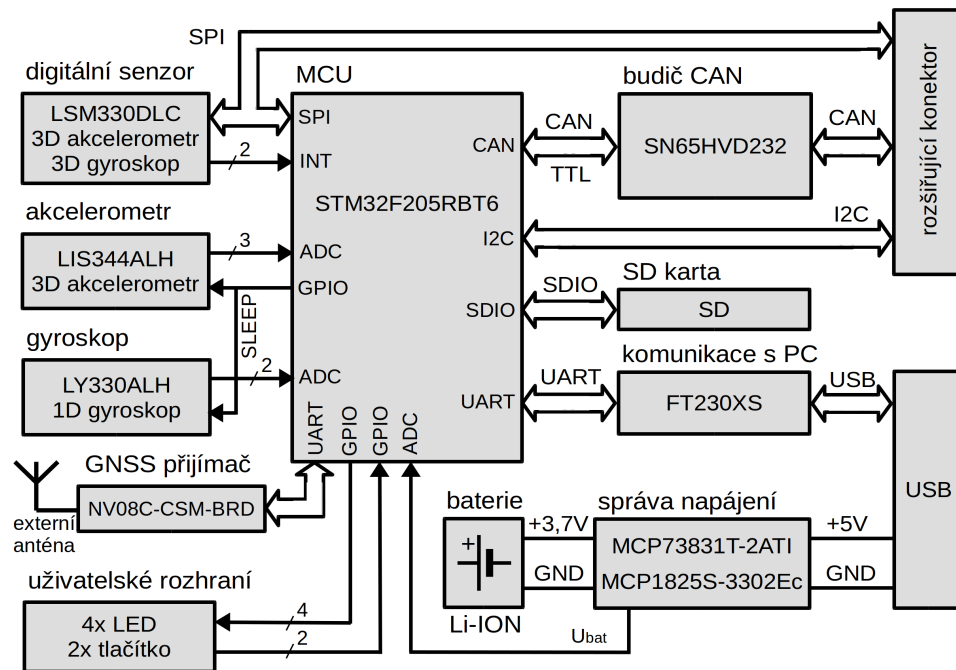 SPI
digitální senzor
LSM330DLC
3D akcelerometr
3D gyroskop
2
akcelerometr
LIS344ALH
3D akcelerometr
3
SLEEP
gyroskop
LY330ALH
1D gyroskop
2
GNSS přijímač
NV08C-CSM-BRD
externí
anténa
uživatelské rozhraní
4x LED
2x tlačítko
4
2
MCU
SPI
INT
STM32F205RBT6
ADC
GPIO
ADC
UART
GPIO
GPIO
ADC
CAN
I2C
SDIO
UART
budič CAN
CAN
TTL
SN65HVD232
CAN
I2C
rozšiřující konektor
SD karta
SDIO
SD
komunikace s PC
UART
FT230XS
USB
USB
baterie
+
Li-ION
+3,7V
GND
správa napájení
MCP73831T-2ATI
MCP1825S-3302Ec
+5V
GND
Ubat